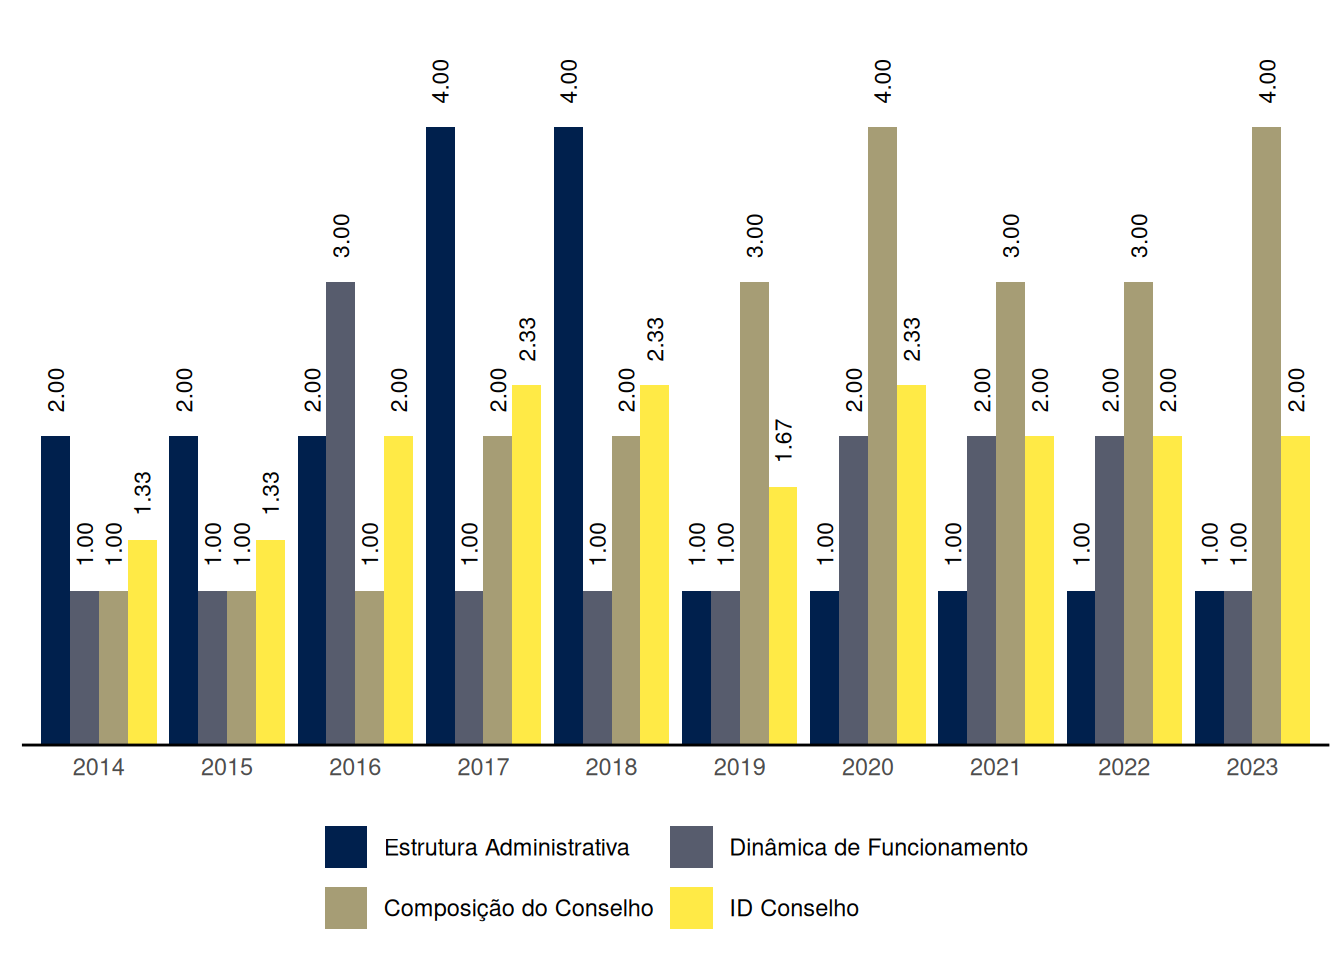 4.00 4.00 4.00 4.00
3.00 3.00 3.00 3.00
2.33 2.33 2.33
2.00 2.00 2.00 2.00 2.00 2.00 2.00 2.00 2.00 2.00 2.00 2.00
1.67
1.33 1.33
1.00 1.00 1.00 1.00 1.00 1.00 1.00 1.00 1.00 1.00 1.00 1.00 1.00 1.00
2014 2015 2016 2017 2018 2019 2020 2021 2022 2023
Estrutura Administrativa Dinâmica de Funcionamento
Composição do Conselho ID Conselho